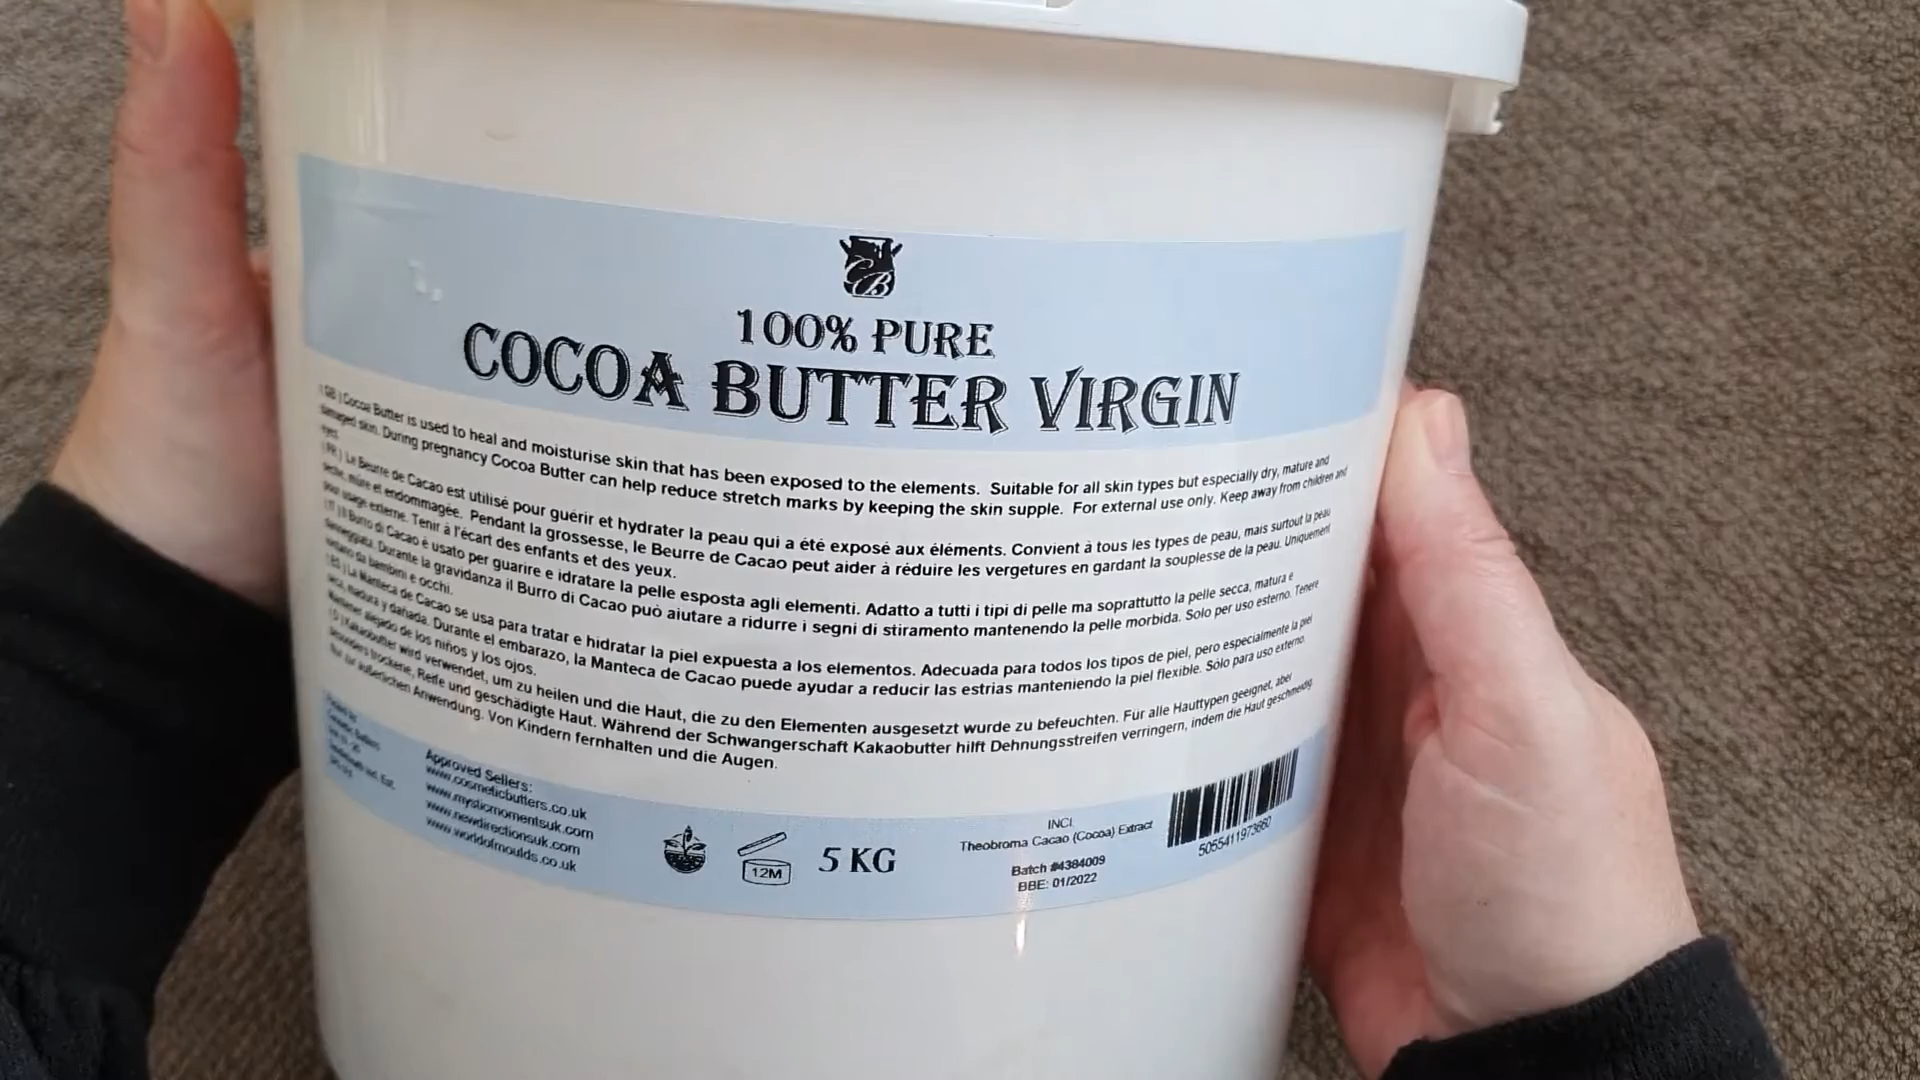 CB
100% PURE
COCOA BUTTER VIRGIN
( GB ) Cocoa Butter is used to heal and moisturise skin that has been exposed to the elements. Suitable for all skin types but especially dry, mature and
damaged skin. During pregnancy Cocoa Butter can help reduce stretch marks by keeping the skin supple. For external use only. Keep away from children and
eyes.
( FR ) Le Beurre de Cacao est utilisé pour guérir et hydrater la peau qui a été exposé aux éléments. Convient à tous les types de peau, mais surtout la peau
sèche, mûre et endommagée. Pendant la grossesse, le Beurre de Cacao peut aider à réduire les vergetures en gardant la souplesse de la peau. Uniquement
pour usage externe. Tenir à l'écart des enfants et des yeux.
( IT ) Il Burro di Cacao è usato per guarire e idratare la pelle esposta agli elementi. Adatto a tutti i tipi di pelle ma soprattutto la pelle secca, matura e
danneggiata. Durante la gravidanza il Burro di Cacao può aiutare a ridurre i segni di stiramento mantenendo la pelle morbida. Solo per uso esterno. Tenere
lontano da bambini e occhi.
( ES ) La Manteca de Cacao se usa para tratar e hidratar la piel expuesta a los elementos. Adecuada para todos los tipos de piel, pero especialmente la piel
seca, madura y dañada. Durante el embarazo, la Manteca de Cacao puede ayudar a reducir las estrias manteniendo la piel flexible. Sólo para uso externo.
Mantener alejado de los niños y los ojos.
( D ) Kakaobutter wird verwendet, um zu heilen und die Haut, die zu den Elementen ausgesetzt wurde zu befeuchten. Für alle Hauttypen geeignet, aber
besonders trockene, Reife und geschädigte Haut. Während der Schwangerschaft Kakaobutter hilft Dehnungsstreifen verringern, indem die Haut geschmeidig.
Nur zur äußerlichen Anwendung. Von Kindern fernhalten und die Augen.
Cosmetic Butters
Approved Sellers:
www.cosmeticbutters.co.uk
www.mysticmomentsuk.com
www.newdirectionsuk.com
www.worldofmoulds.co.uk
12M
5 KG
INCI.
Theobroma Cacao (Cocoa) Extract
Batch #4384009
BBE: 01/2022
5055411973660